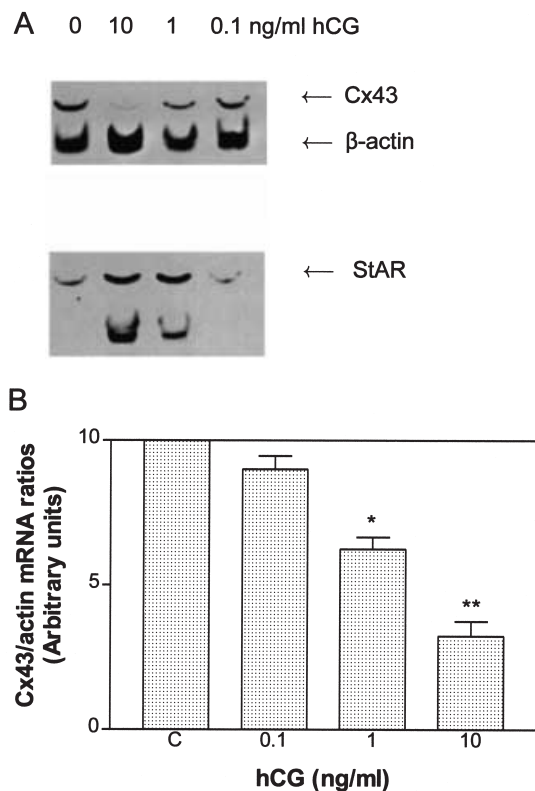 A
0 10 1 0.1 ng/ml hCG
← Cx43
← β-actin
← StAR
B
Cx43/actin mRNA ratios
(Arbitrary units)
10
5
0
*
**
C 0.1 1 10
hCG (ng/ml)